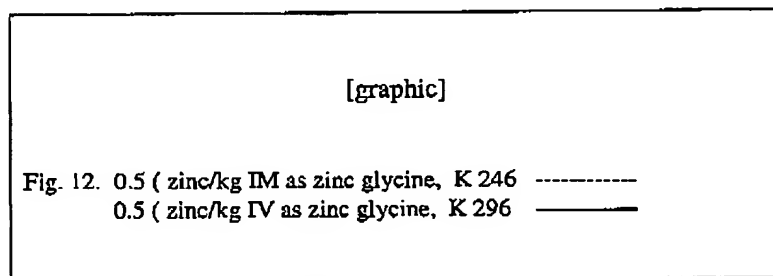 [graphic]
Fig. 12. 0.5 ( zinc/kg IM as zinc glycine, K 246 ----------
0.5 ( zinc/kg IV as zinc glycine, K 296 ————